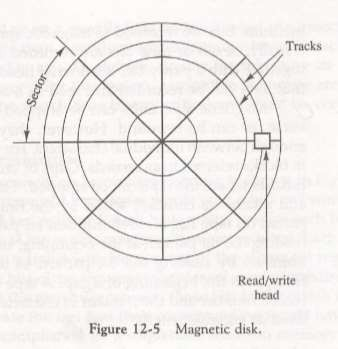 Tracks
Sector
Read/write
head
Figure 12-5 Magnetic disk.